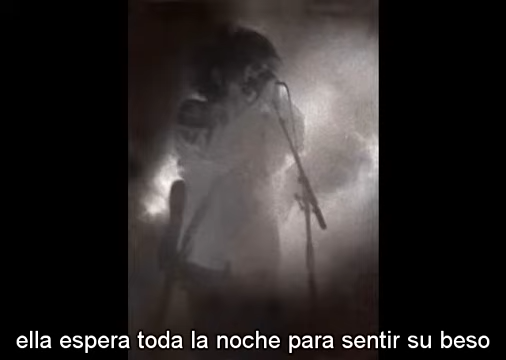 ella espera toda la noche para sentir su beso